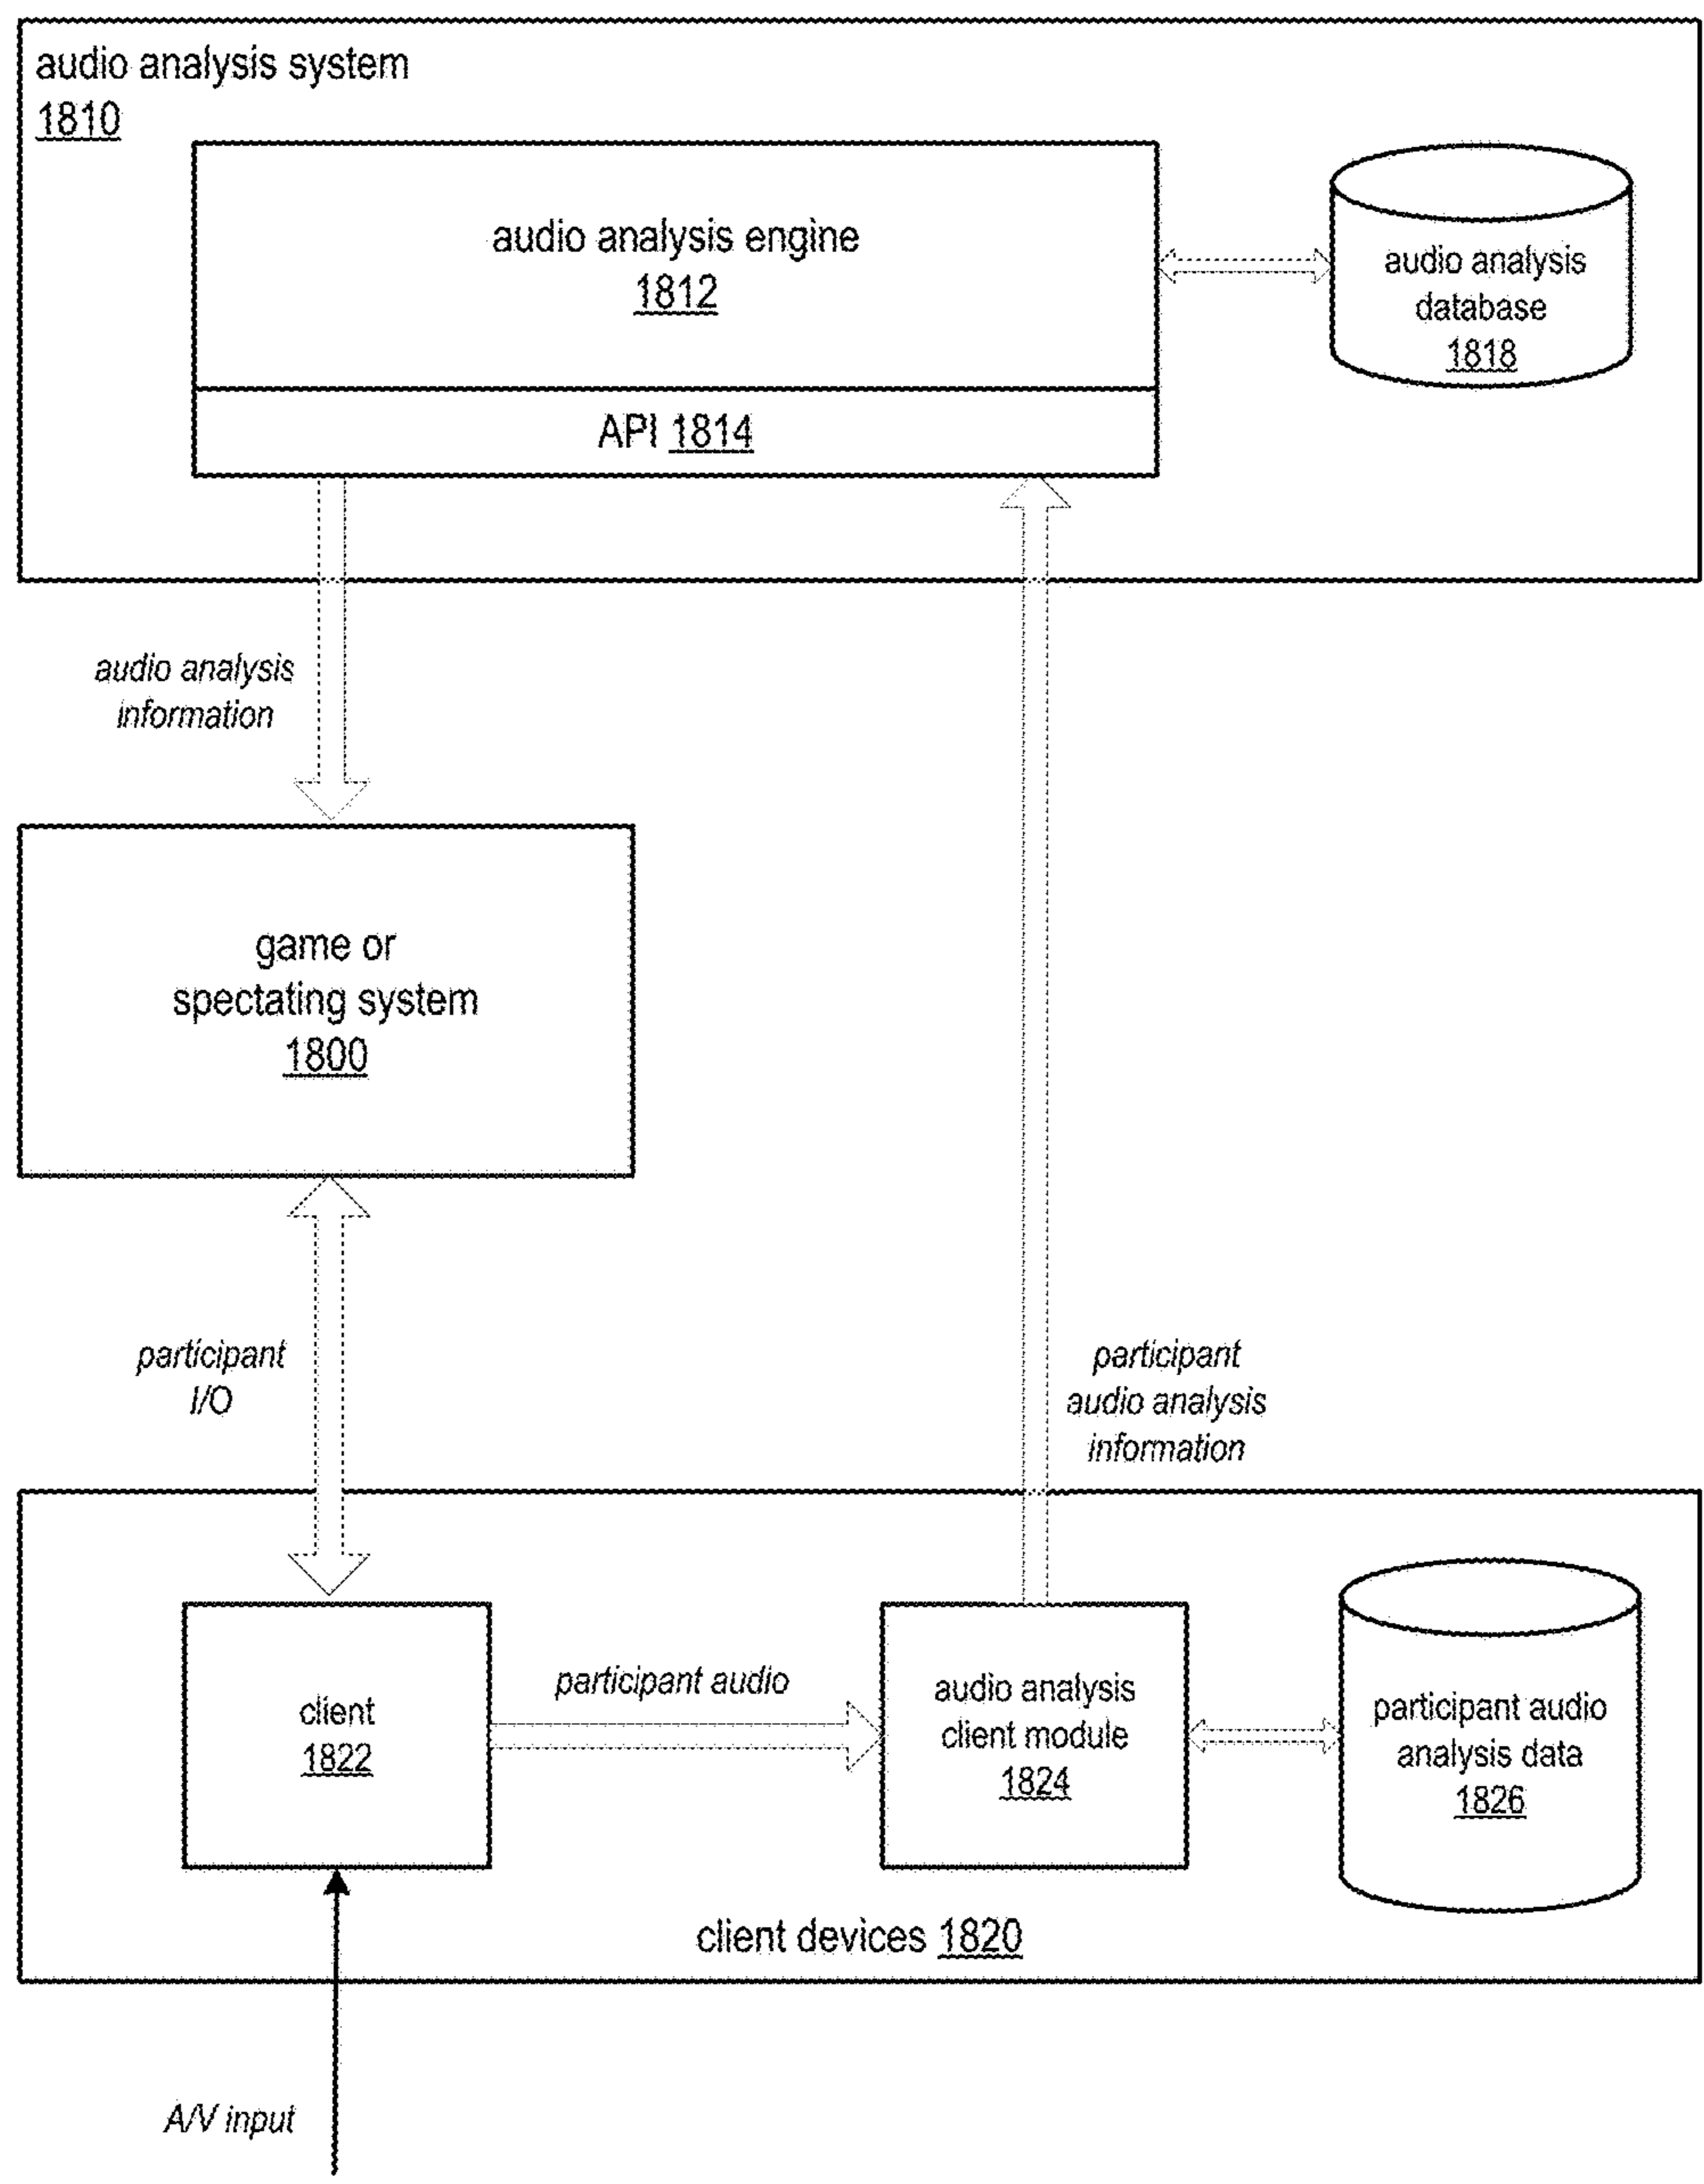 audio analysis system
1810
audio analysis engine
1812
audio analysis
database
1818
API 1814
audio analysis
information
game or
spectating system
1800
participant
I/O
participant
audio analysis
information
client
1822
participant audio
audio analysis
client module
1824
participant audio
analysis data
1826
client devices 1820
A/V input